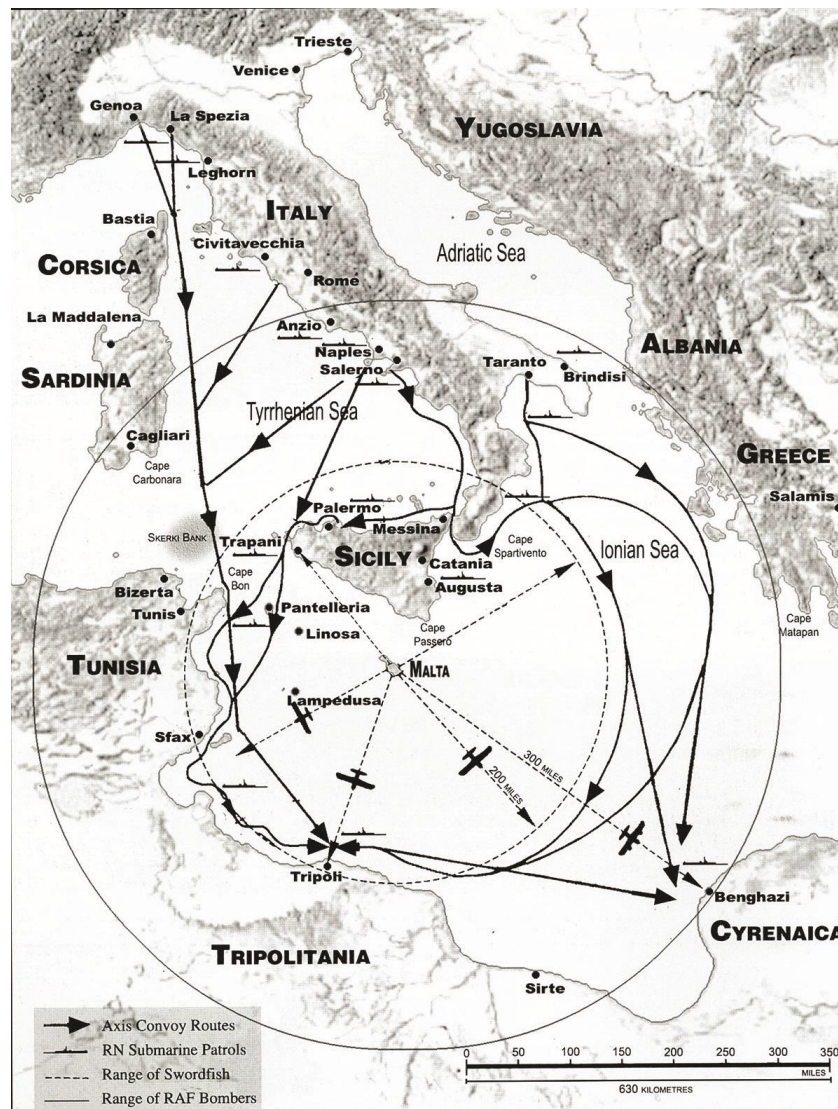 Trieste
Venice
Genoa
La Spezia
YUGOSLAVIA
Leghorn
ITALY
Bastia
Civitavecchia
Adriatic Sea
CORSICA
Rome
La Maddalena
Anzio
ALBANIA
Naples
Taranto
SARDINIA
Salerno
Brindisi
Tyrrhenian Sea
Cagliari
GREECE
Cape
Carbonara
Salamis
Palermo
Messina
SKERKI BANK
Trapani
SICILY
Cape
Spartivento
Ionian Sea
Catania
Cape
Bon
Augusta
Bizerta
Tunis
Pantelleria
Cape
Matapan
Linosa
Cape
Passero
TUNISIA
MALTA
Lampedusa
Sfax
200 MILES
300 MILES
Tripoli
Benghazi
CYRENAICA
TRIPOLITANIA
Sirte
Axis Convoy Routes
RN Submarine Patrols
Range of Swordfish
Range of RAF Bombers
0 50 100 150 200 250 300 350
MILES
630 KILOMETRES